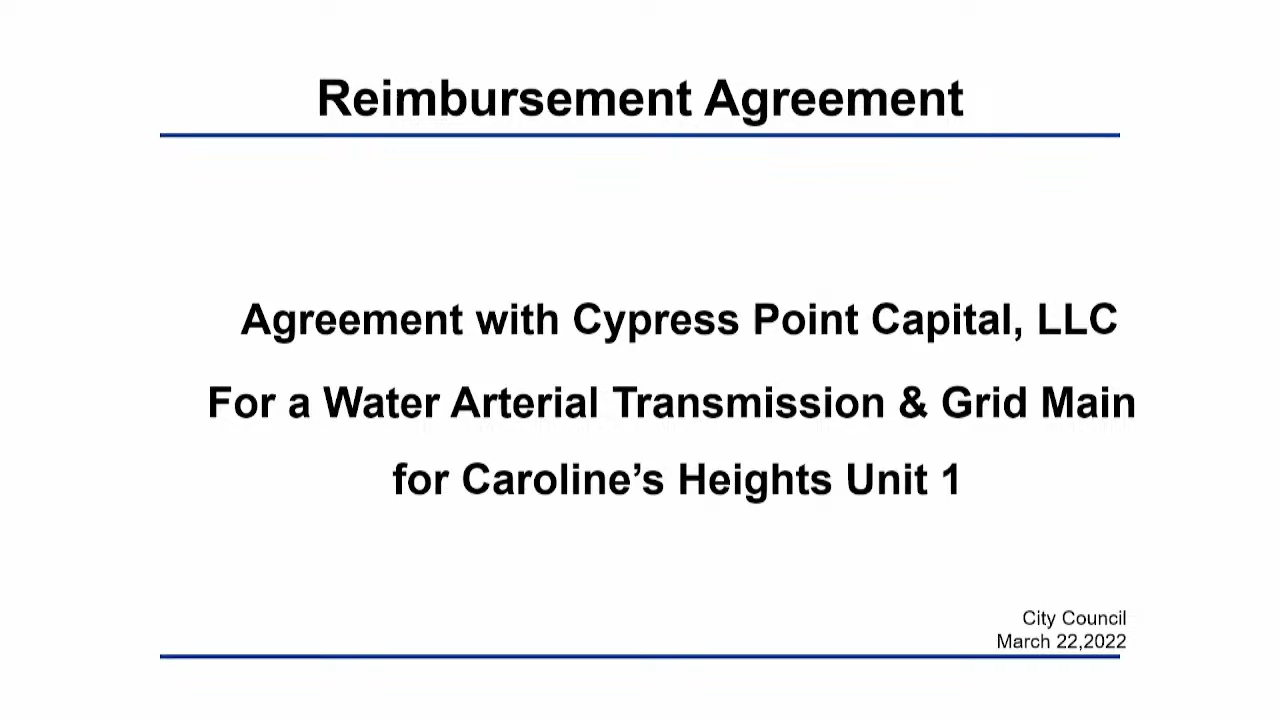 Reimbursement Agreement
Agreement with Cypress Point Capital, LLC
For a Water Arterial Transmission & Grid Main
for Caroline’s Heights Unit 1
City Council
March 22,2022